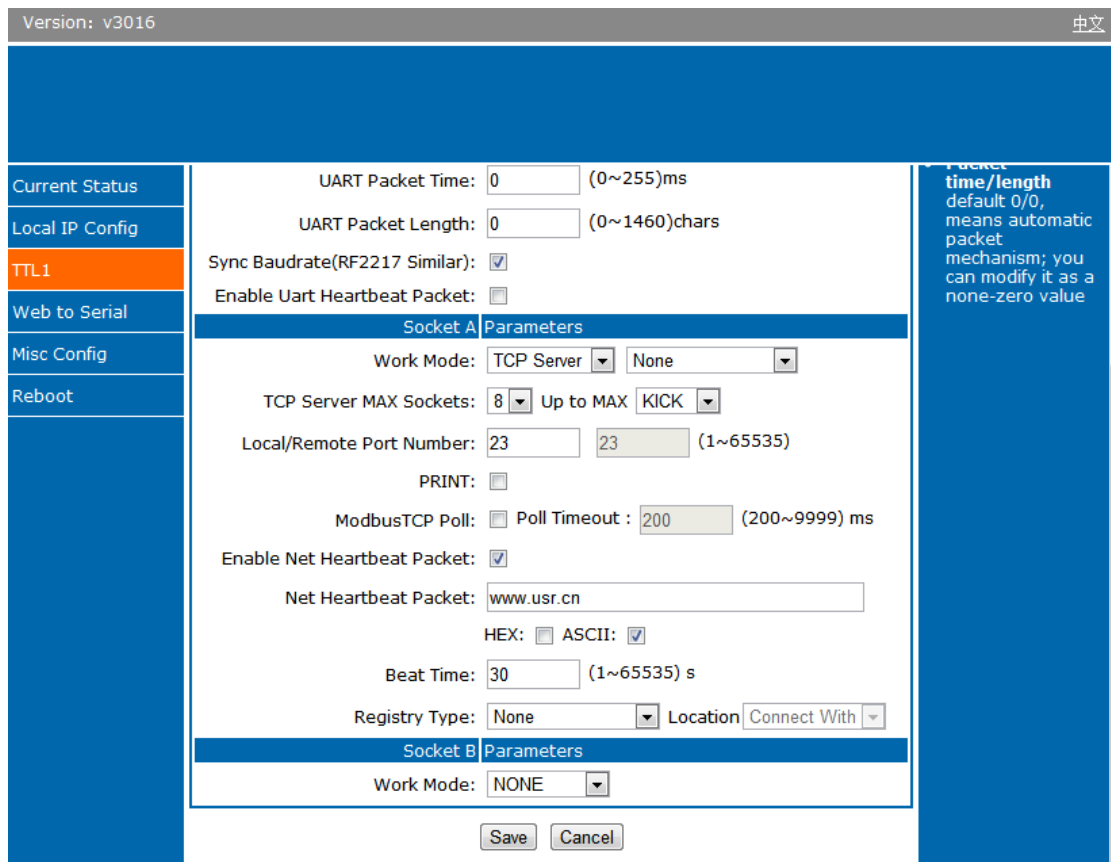 Version: v3016
中文
Current Status
Local IP Config
TTL1
Web to Serial
Misc Config
Reboot
UART Packet Time: 0 (0~255)ms
UART Packet Length: 0 (0~1460)chars
Sync Baudrate(RF2217 Similar):
Enable Uart Heartbeat Packet:
Socket A Parameters
Work Mode: TCP Server None
TCP Server MAX Sockets: 8 Up to MAX KICK
Local/Remote Port Number: 23 23 (1~65535)
PRINT:
ModbusTCP Poll: Poll Timeout : 200 (200~9999) ms
Enable Net Heartbeat Packet:
Net Heartbeat Packet: www.usr.cn
HEX: ASCII:
Beat Time: 30 (1~65535) s
Registry Type: None Location Connect With
Socket B Parameters
Work Mode: NONE
Save Cancel
Packet
time/length
default 0/0,
means automatic
packet
mechanism; you
can modify it as a
none-zero value